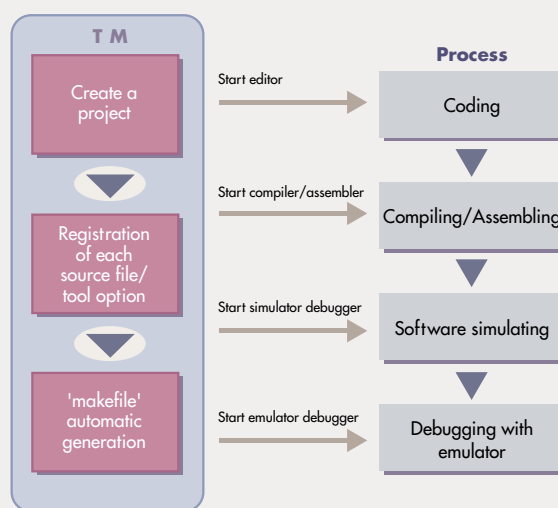 T M
Create a
project
Registration
of each
source file/
tool option
'makefile'
automatic
generation
Start editor
Start compiler/assembler
Start simulator debugger
Start emulator debugger
Process
Coding
Compiling/Assembling
Software simulating
Debugging with
emulator